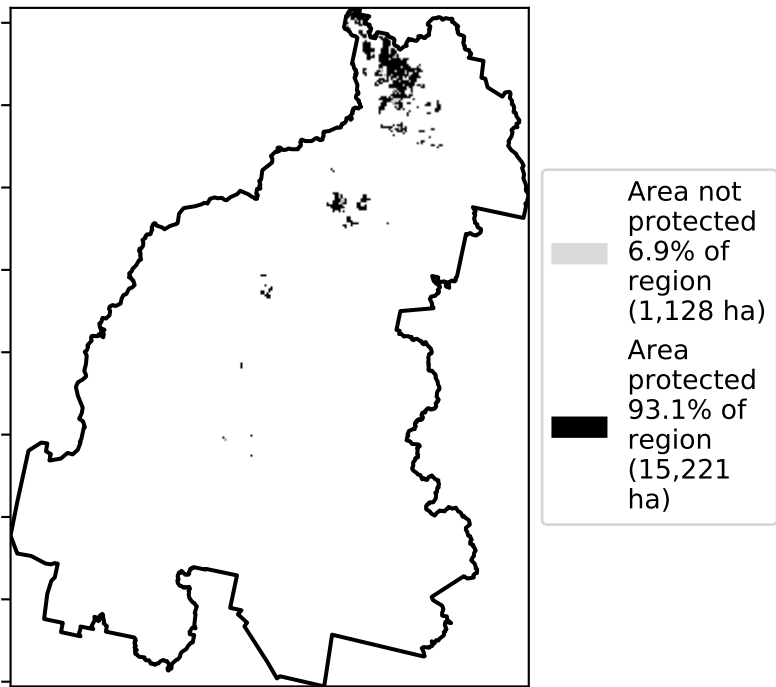 Area not
protected
6.9% of
region
(1,128 ha)
Area
protected
93.1% of
region
(15,221
ha)